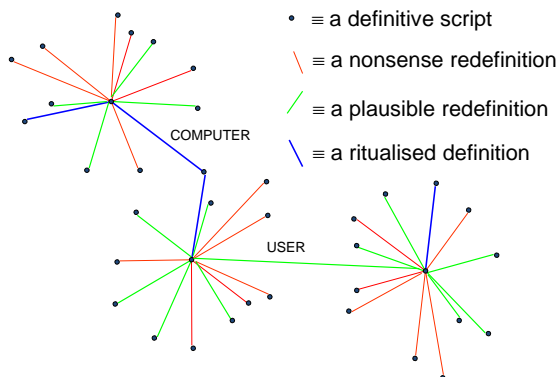 ≡ a definitive script
≡ a nonsense redefinition
≡ a plausible redefinition
≡ a ritualised definition
COMPUTER
USER